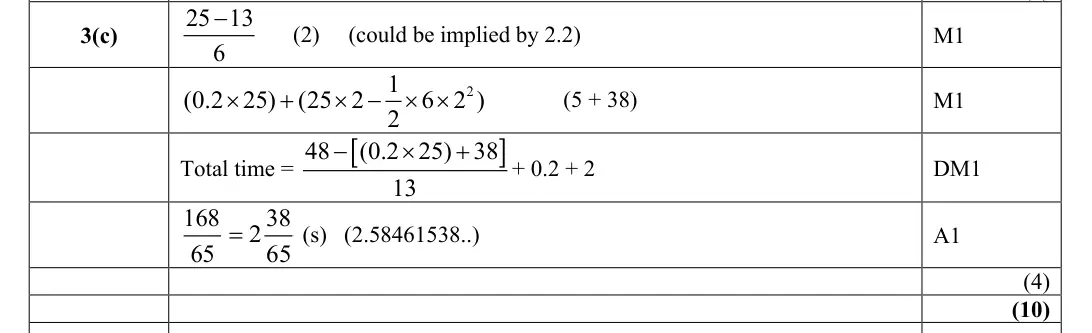 3(c) (25 − 13)/6 (2) (could be implied by 2.2) M1
(0.2 × 25) + (25 × 2 − 1/2 × 6 × 2²) (5 + 38) M1
Total time = (48 − [(0.2 × 25) + 38])/13 + 0.2 + 2 DM1
168/65 = 2 38/65 (s) (2.58461538..) A1
(4)
(10)